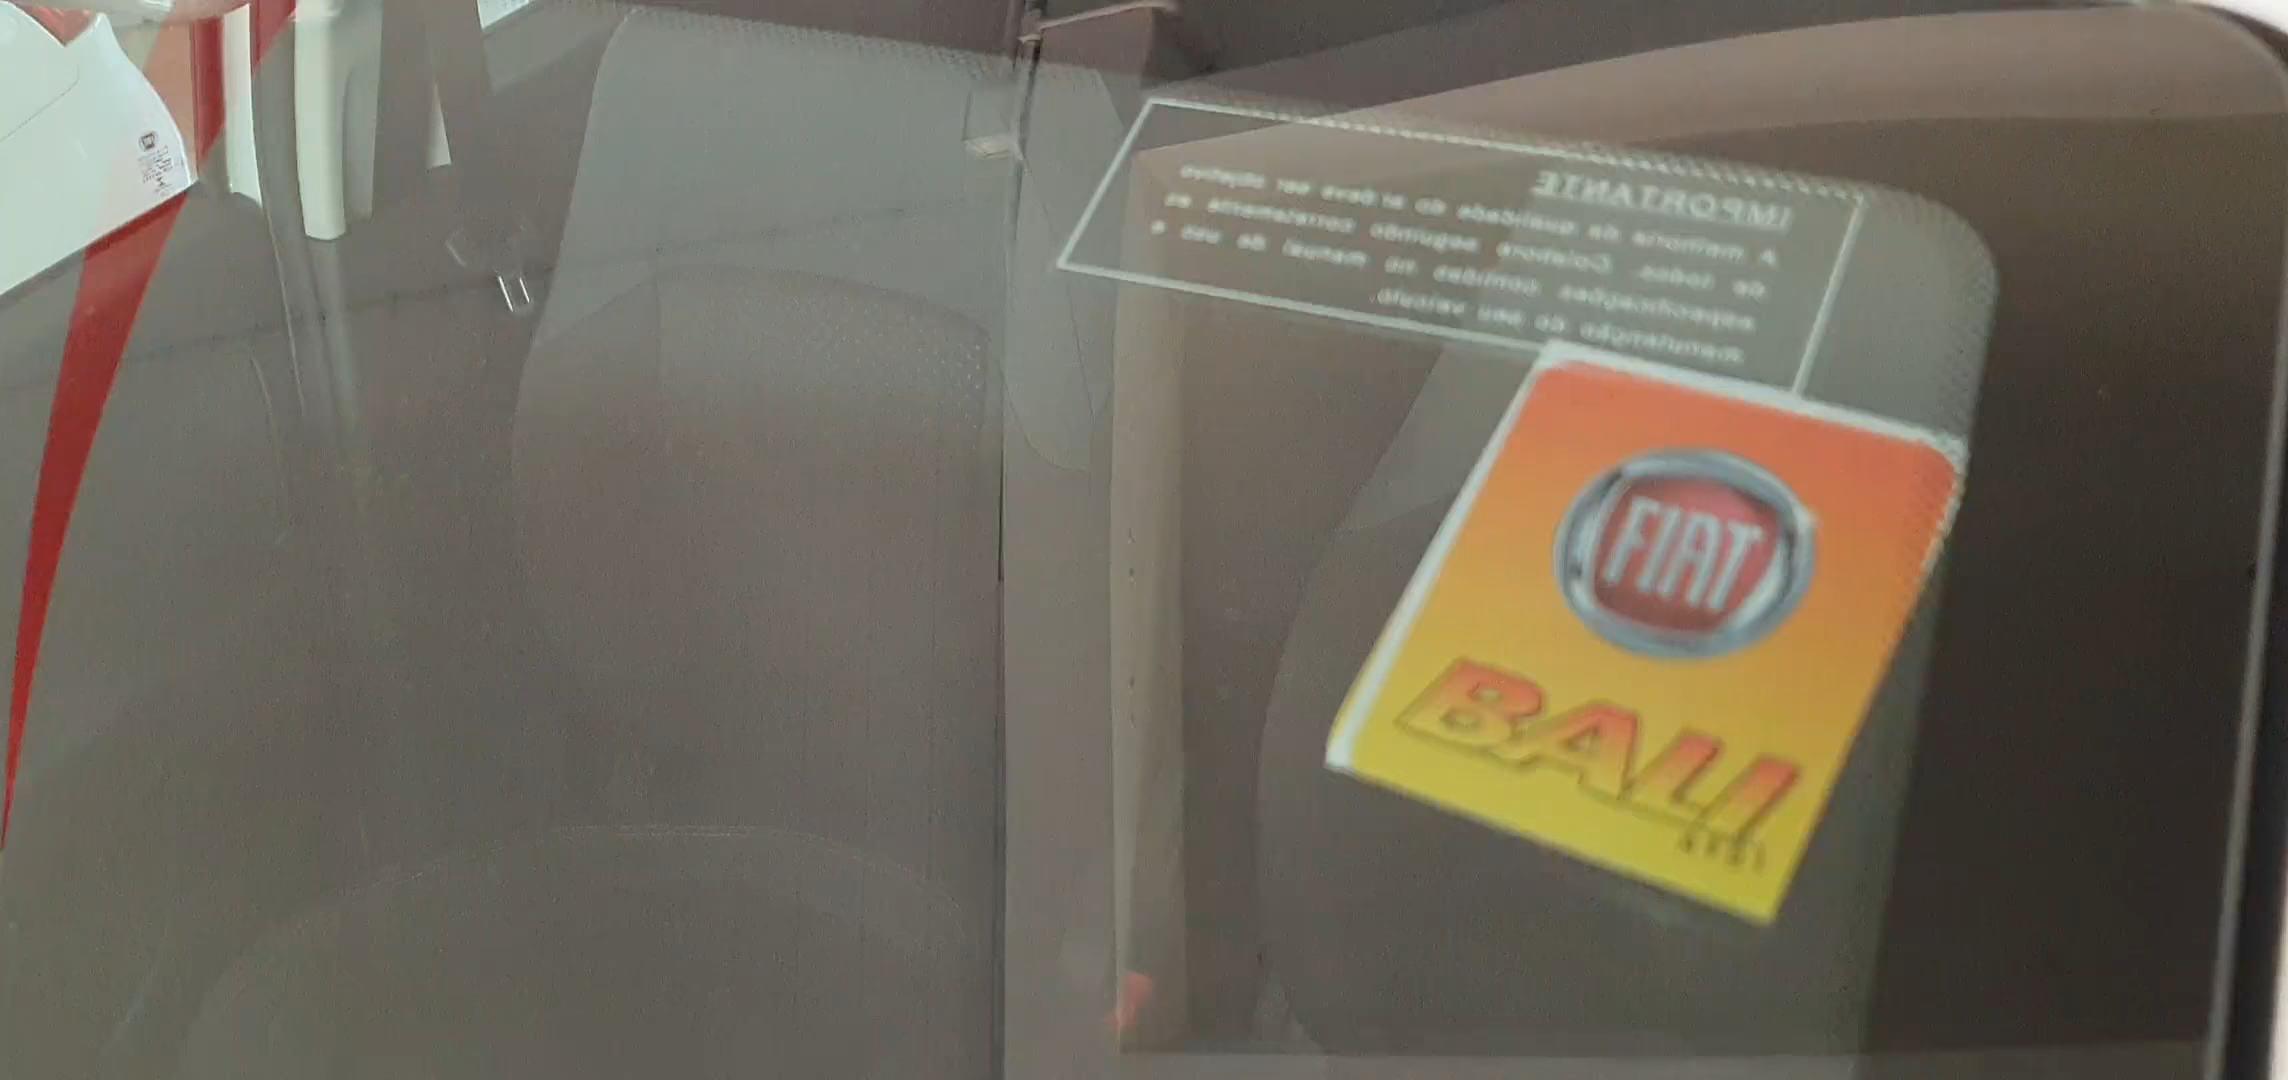 IMPORTANTE
A melhoria da qualidade do ar deve ser objetivo
de todos. Colabore seguindo corretamente as
especificações contidas no manual de uso e
manutenção do seu veículo.
FIAT
BALI